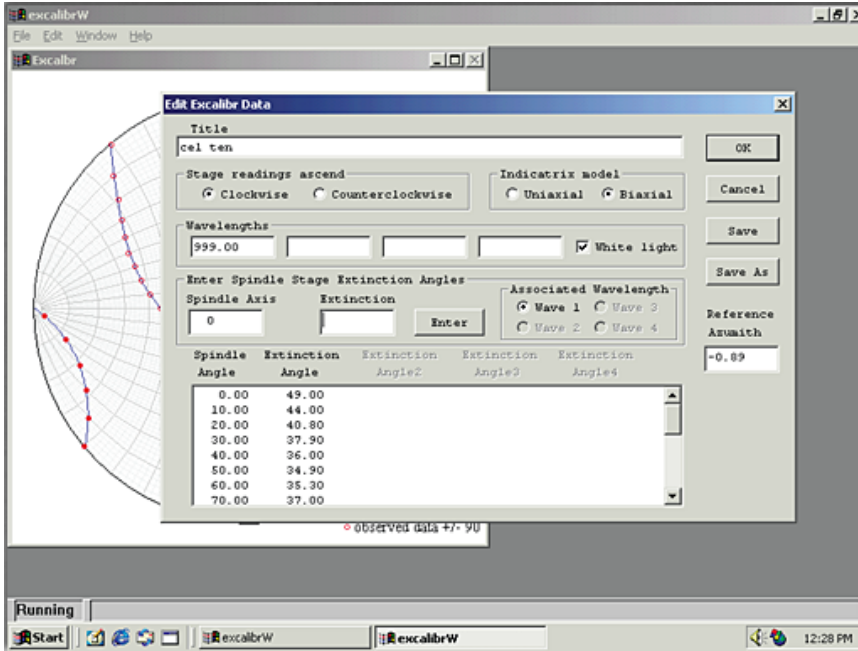 excalibrW
File Edit Window Help
Excalbr
Edit Excalibr Data
Title
cel ten
OK
Stage readings ascend
Clockwise Counterclockwise
Indicatrix model
Uniaxial Biaxial
Cancel
Wavelengths
999.00
White light
Save
Save As
Enter Spindle Stage Extinction Angles
Spindle Axis Extinction
0
Enter
Associated Wavelength
Wave 1 Wave 3
Wave 2 Wave 4
Reference
Azumith
-0.89
Spindle Extinction Extinction Extinction Extinction
Angle Angle Angle2 Angle3 Angle4
0.00 49.00
10.00 44.00
20.00 40.80
30.00 37.90
40.00 36.00
50.00 34.90
60.00 35.30
70.00 37.00
observed data +/- 90
Running
Start excalibrW excalibrW 12:28 PM